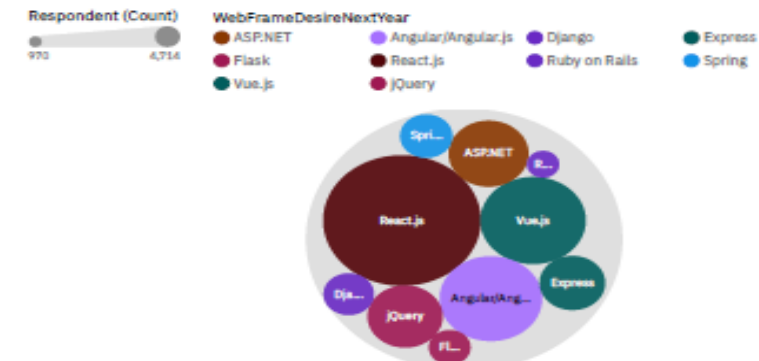 Respondent (Count)
970 4,714
WebFrameDesireNextYear
ASP.NET Angular/Angular.js Django Express
Flask React.js Ruby on Rails Spring
Vue.js jQuery
Spri...
ASP.NET
R...
React.js
Vue.js
Express
Dja...
Angular/Ang...
jQuery
Fl...